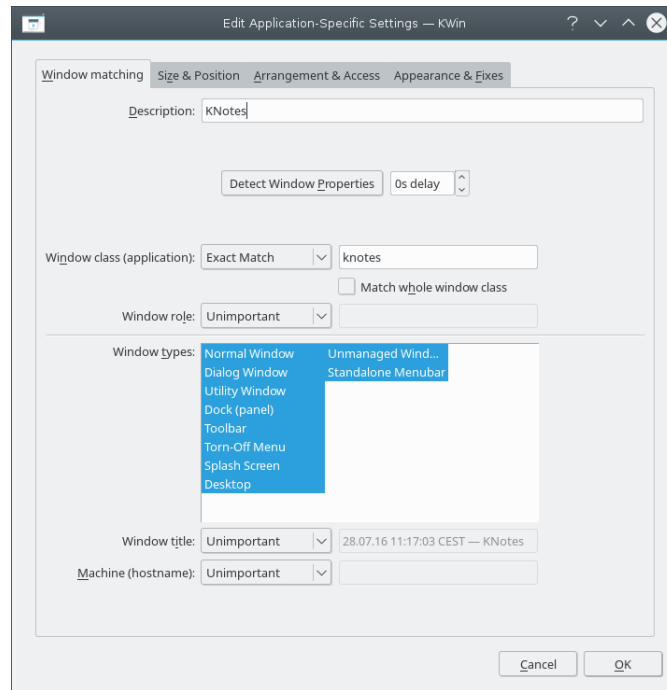 Edit Application-Specific Settings — KWin
Window matching Size & Position Arrangement & Access Appearance & Fixes
Description: KNotes
Detect Window Properties 0s delay
Window class (application): Exact Match knotes
Match whole window class
Window role: Unimportant
Window types: Normal Window Unmanaged Wind...
Dialog Window Standalone Menubar
Utility Window
Dock (panel)
Toolbar
Torn-Off Menu
Splash Screen
Desktop
Window title: Unimportant 28.07.16 11:17:03 CEST — KNotes
Machine (hostname): Unimportant
Cancel OK